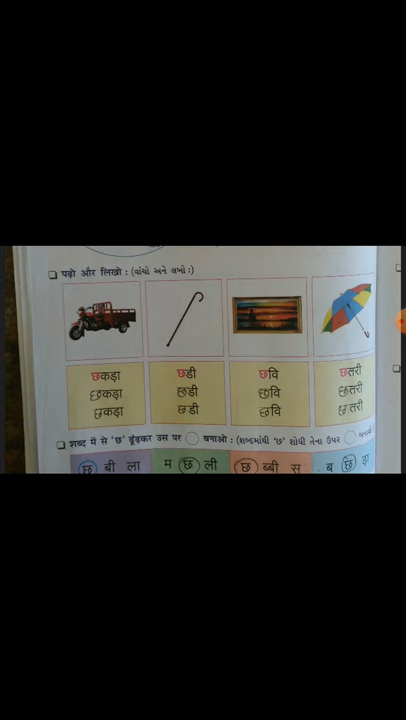 पढ़ो और लिखो : (વાંચો અને લખો :)
छकड़ा छडी छवि छतरी
छकड़ा छडी छवि छतरी
छकड़ा छडी छवि छतरी
शब्द में से 'छ' ढूंढ़कर उस पर बनाओ : (શબ્દમાંથી 'છ' શોધી તેના ઉપર
छ बी ला म छ ली छ ब्बी स ब छ ड़ा